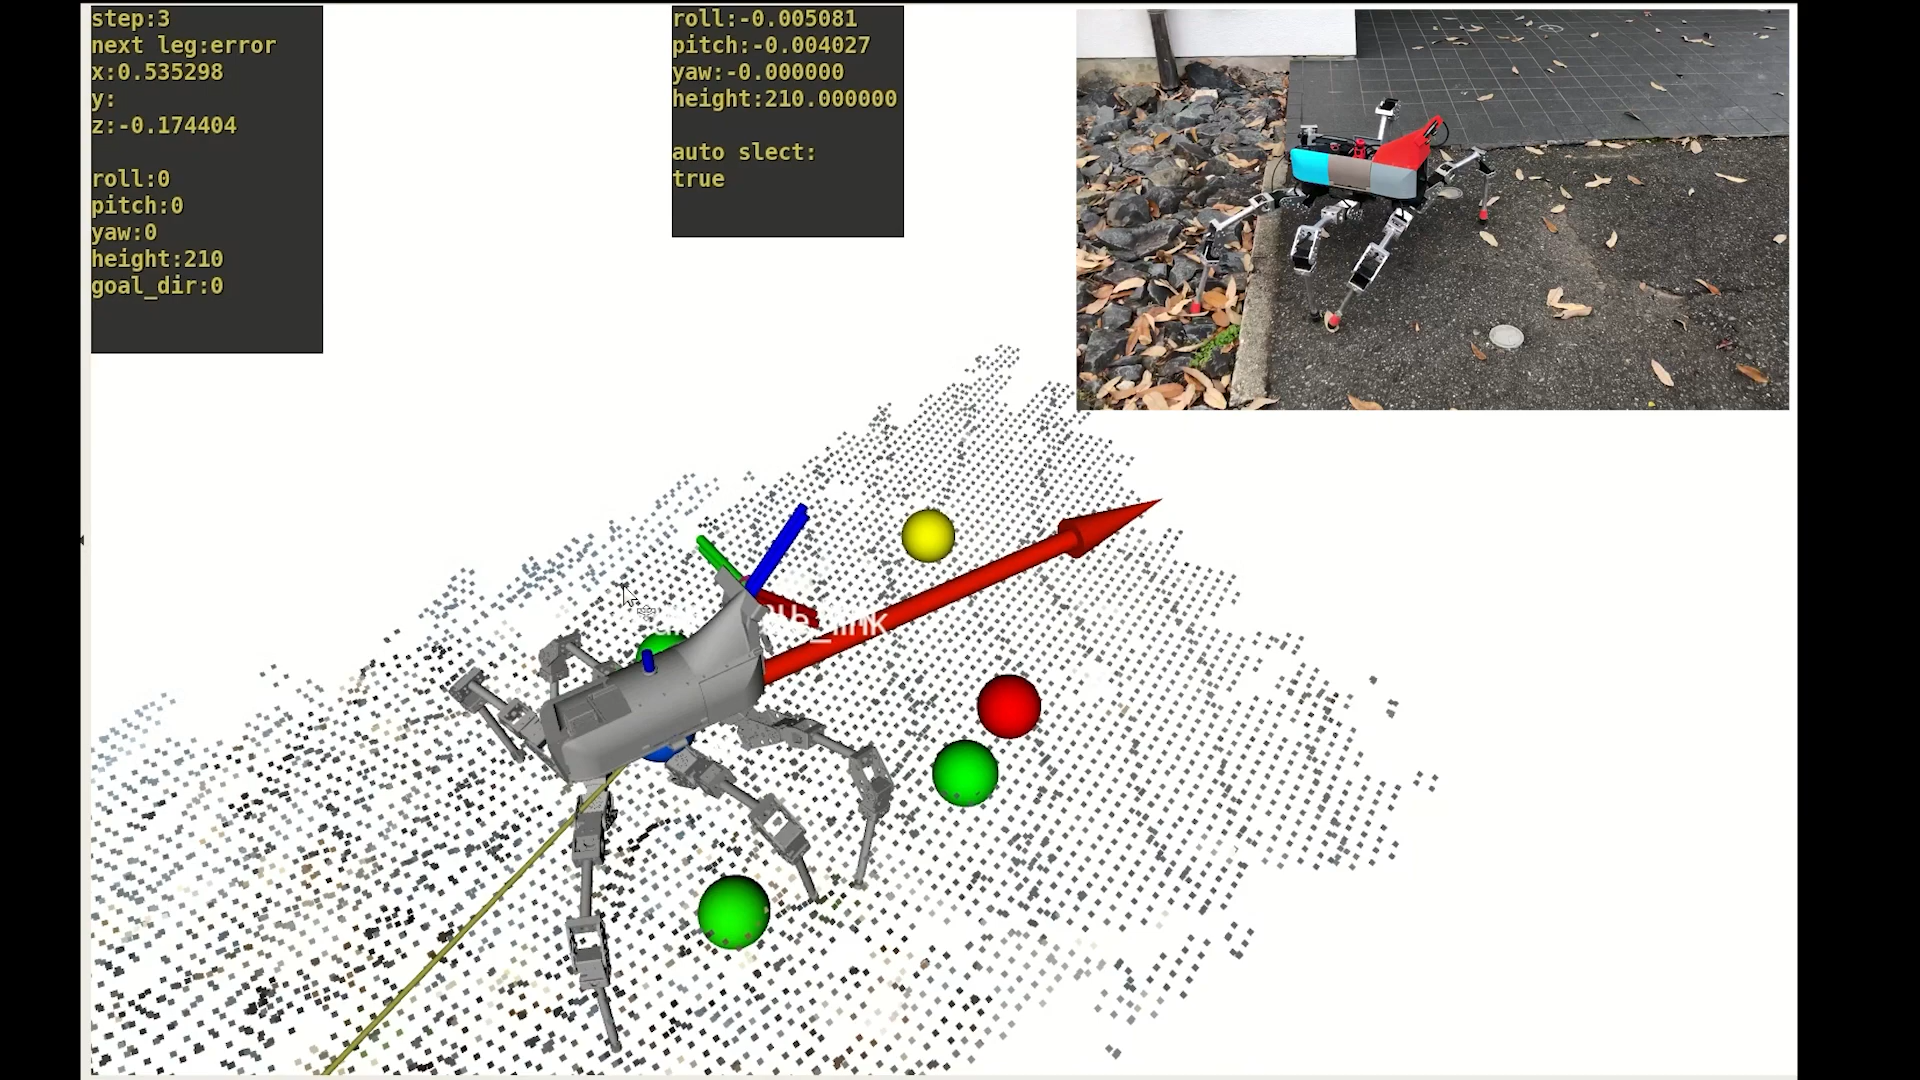 step:3
next leg:error
x:0.535298
y:
z:-0.174404
roll:0
pitch:0
yaw:0
height:210
goal_dir:0
roll:-0.005081
pitch:-0.004027
yaw:-0.000000
height:210.000000
auto slect:
true